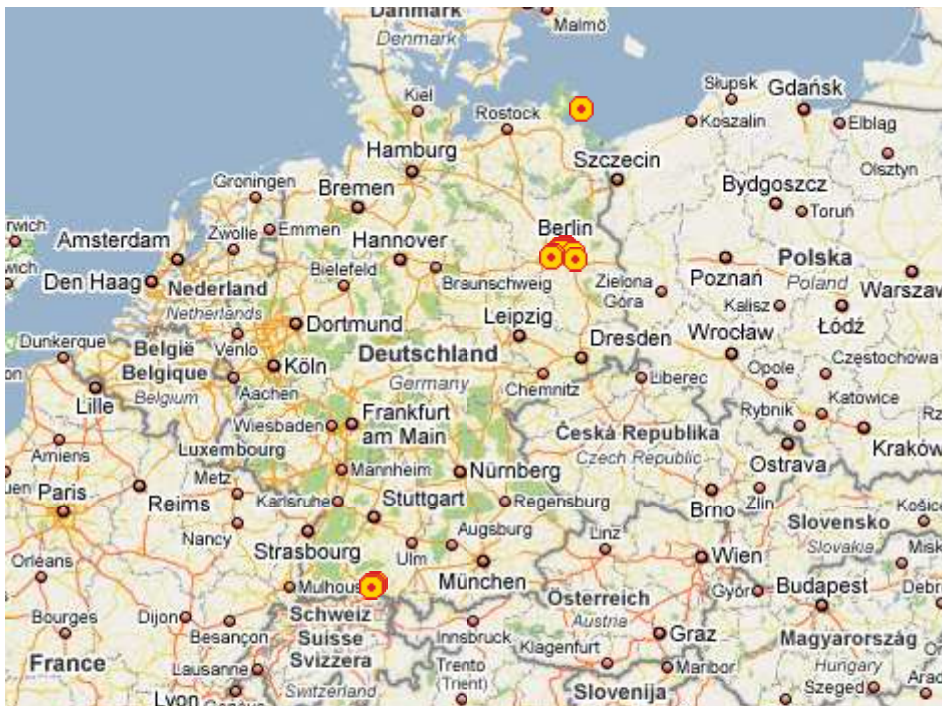 Danmark
Denmark
Malmö
Kiel
Rostock
Słupsk
Gdańsk
Koszalin
Elbląg
Hamburg
Szczecin
Olsztyn
Groningen
Bremen
Bydgoszcz
Toruń
Zwolle
Emmen
Berlin
Amsterdam
Hannover
Den Haag
Nederland
Bielefeld
Braunschweig
Zielona
Góra
Poznań
Polska
Poland
Warszaw
Kalisz
Netherlands
Dortmund
Leipzig
Wrocław
Łódź
Dunkerque
België
Belgique
Belgium
Venlo
Köln
Deutschland
Germany
Dresden
Częstochowa
Opole
Lille
Aachen
Chemnitz
Liberec
Katowice
Rybnik
Wiesbaden
Frankfurt
am Main
Česká Republika
Czech Republic
Kraków
Amiens
Luxembourg
Mannheim
Nürnberg
Ostrava
Metz
Paris
Reims
Karlsruhe
Stuttgart
Regensburg
Brno
Zlin
Nancy
Strasbourg
Augsburg
Linz
Slovensko
Slovakia
Košice
Ulm
München
Wien
Orléans
Mulhous
Österreich
Austria
Győr
Budapest
Bourges
Dijon
Besançon
Schweiz
Suisse
Svizzera
Switzerland
Innsbruck
Graz
Magyarország
Hungary
France
Lausanne
Klagenfurt
Maribor
Trento
(Trent)
Slovenija
Szeged
Lyon